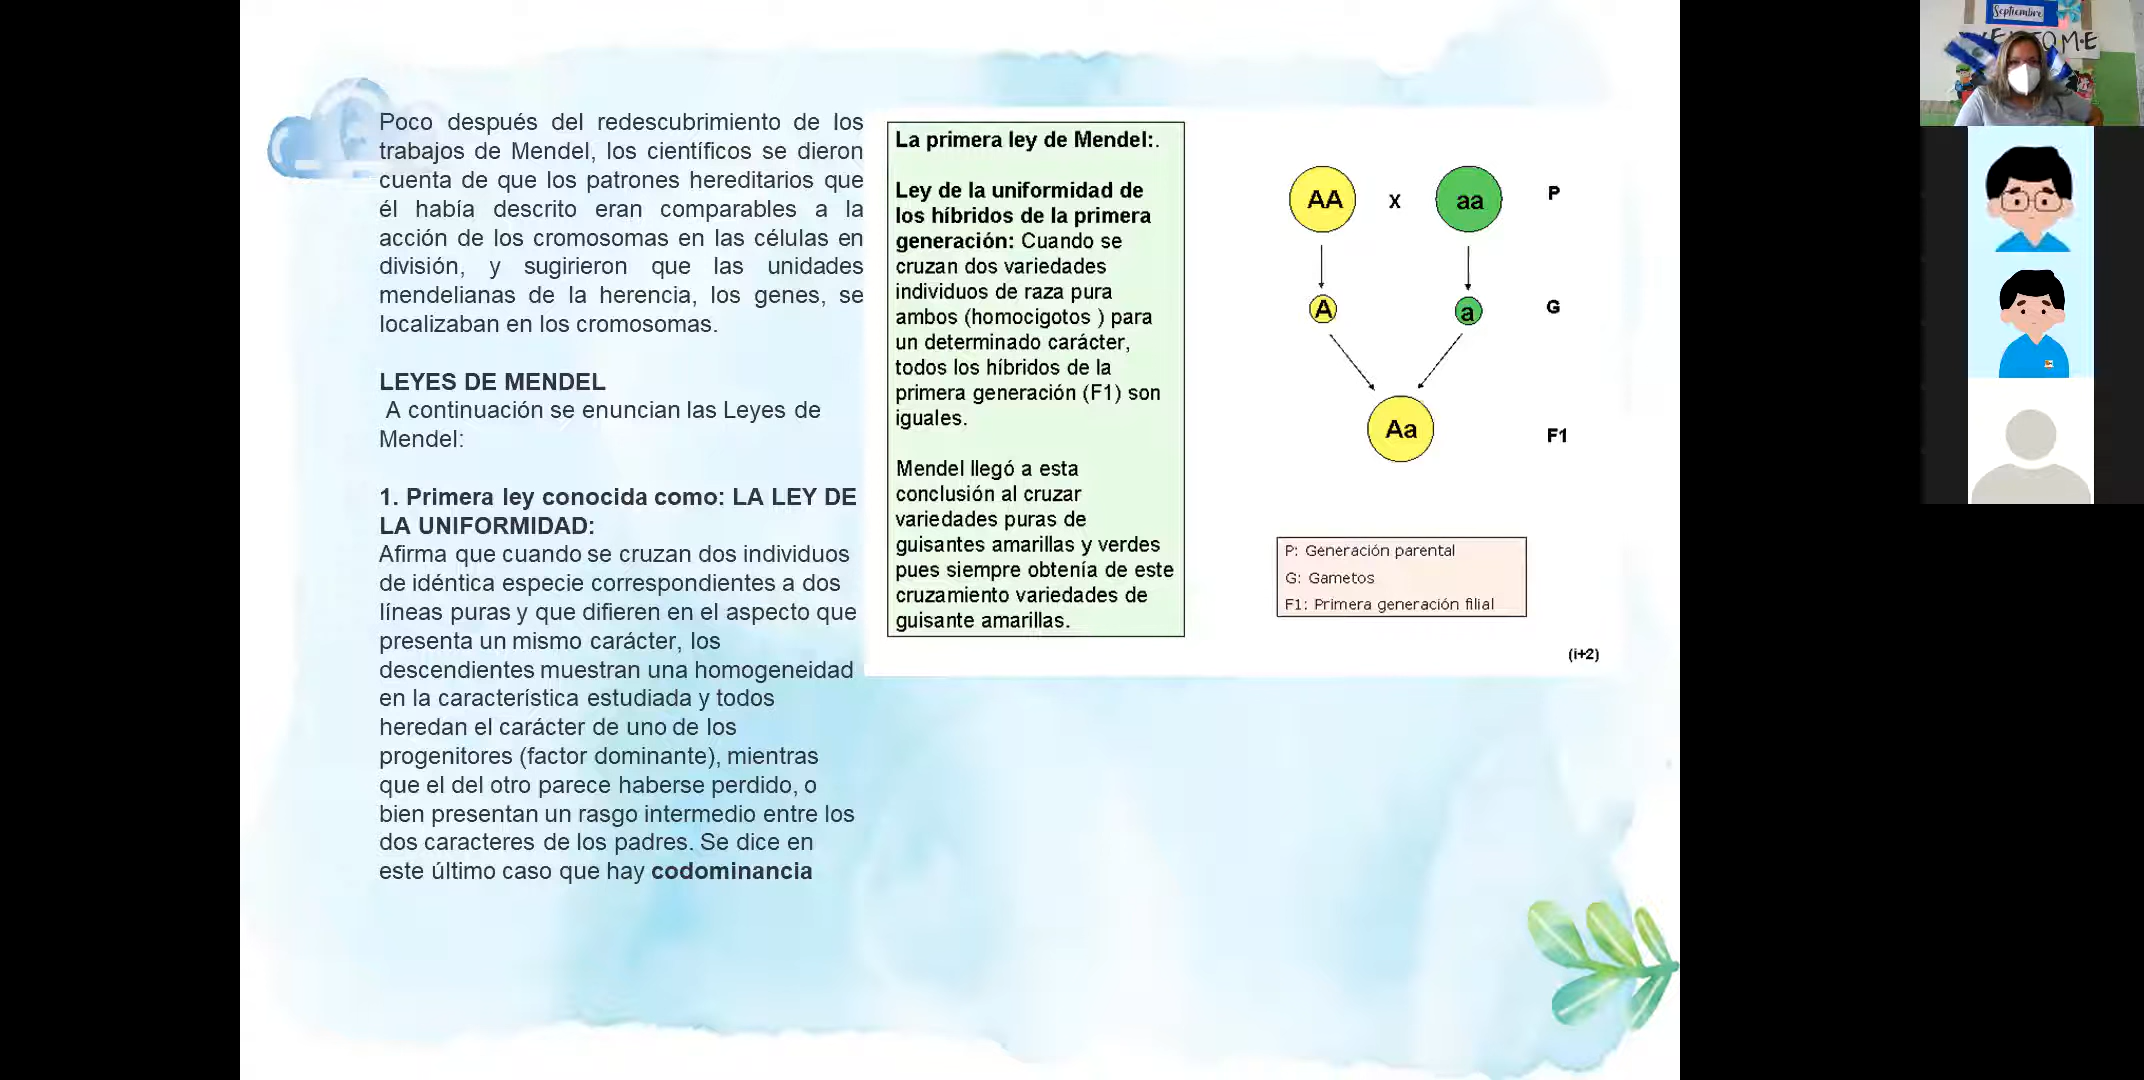 Poco después del redescubrimiento de los
trabajos de Mendel, los científicos se dieron
cuenta de que los patrones hereditarios que
él había descrito eran comparables a la
acción de los cromosomas en las células en
división, y sugirieron que las unidades
mendelianas de la herencia, los genes, se
localizaban en los cromosomas.
LEYES DE MENDEL
A continuación se enuncian las Leyes de
Mendel:
1. Primera ley conocida como: LA LEY DE
LA UNIFORMIDAD:
Afirma que cuando se cruzan dos individuos
de idéntica especie correspondientes a dos
líneas puras y que difieren en el aspecto que
presenta un mismo carácter, los
descendientes muestran una homogeneidad
en la característica estudiada y todos
heredan el carácter de uno de los
progenitores (factor dominante), mientras
que el del otro parece haberse perdido, o
bien presentan un rasgo intermedio entre los
dos caracteres de los padres. Se dice en
este último caso que hay codominancia
La primera ley de Mendel:.
Ley de la uniformidad de
los híbridos de la primera
generación: Cuando se
cruzan dos variedades
individuos de raza pura
ambos (homocigotos ) para
un determinado carácter,
todos los híbridos de la
primera generación (F1) son
iguales.
Mendel llegó a esta
conclusión al cruzar
variedades puras de
guisantes amarillas y verdes
pues siempre obtenía de este
cruzamiento variedades de
guisante amarillas.
AA x aa P
A a G
Aa F1
P: Generación parental
G: Gametos
F1: Primera generación filial
(i+2)
Septiembre